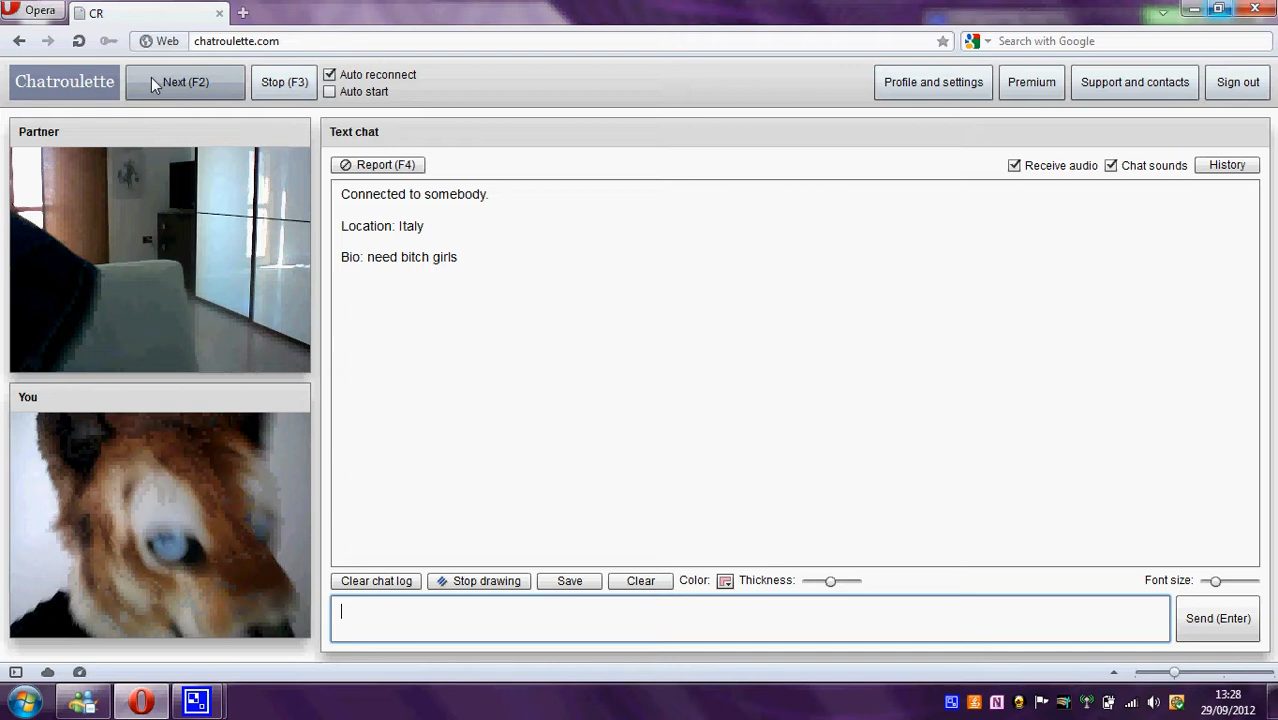 Opera
CR
Web
chatroulette.com
Search with Google
Chatroulette
Next (F2)
Stop (F3)
Auto reconnect
Auto start
Profile and settings
Premium
Support and contacts
Sign out
Partner
Text chat
Report (F4)
Receive audio
Chat sounds
History
Connected to somebody.
Location: Italy
Bio: need bitch girls
You
Clear chat log
Stop drawing
Save
Clear
Color:
Thickness:
Font size:
Send (Enter)
N
13:28
29/09/2012